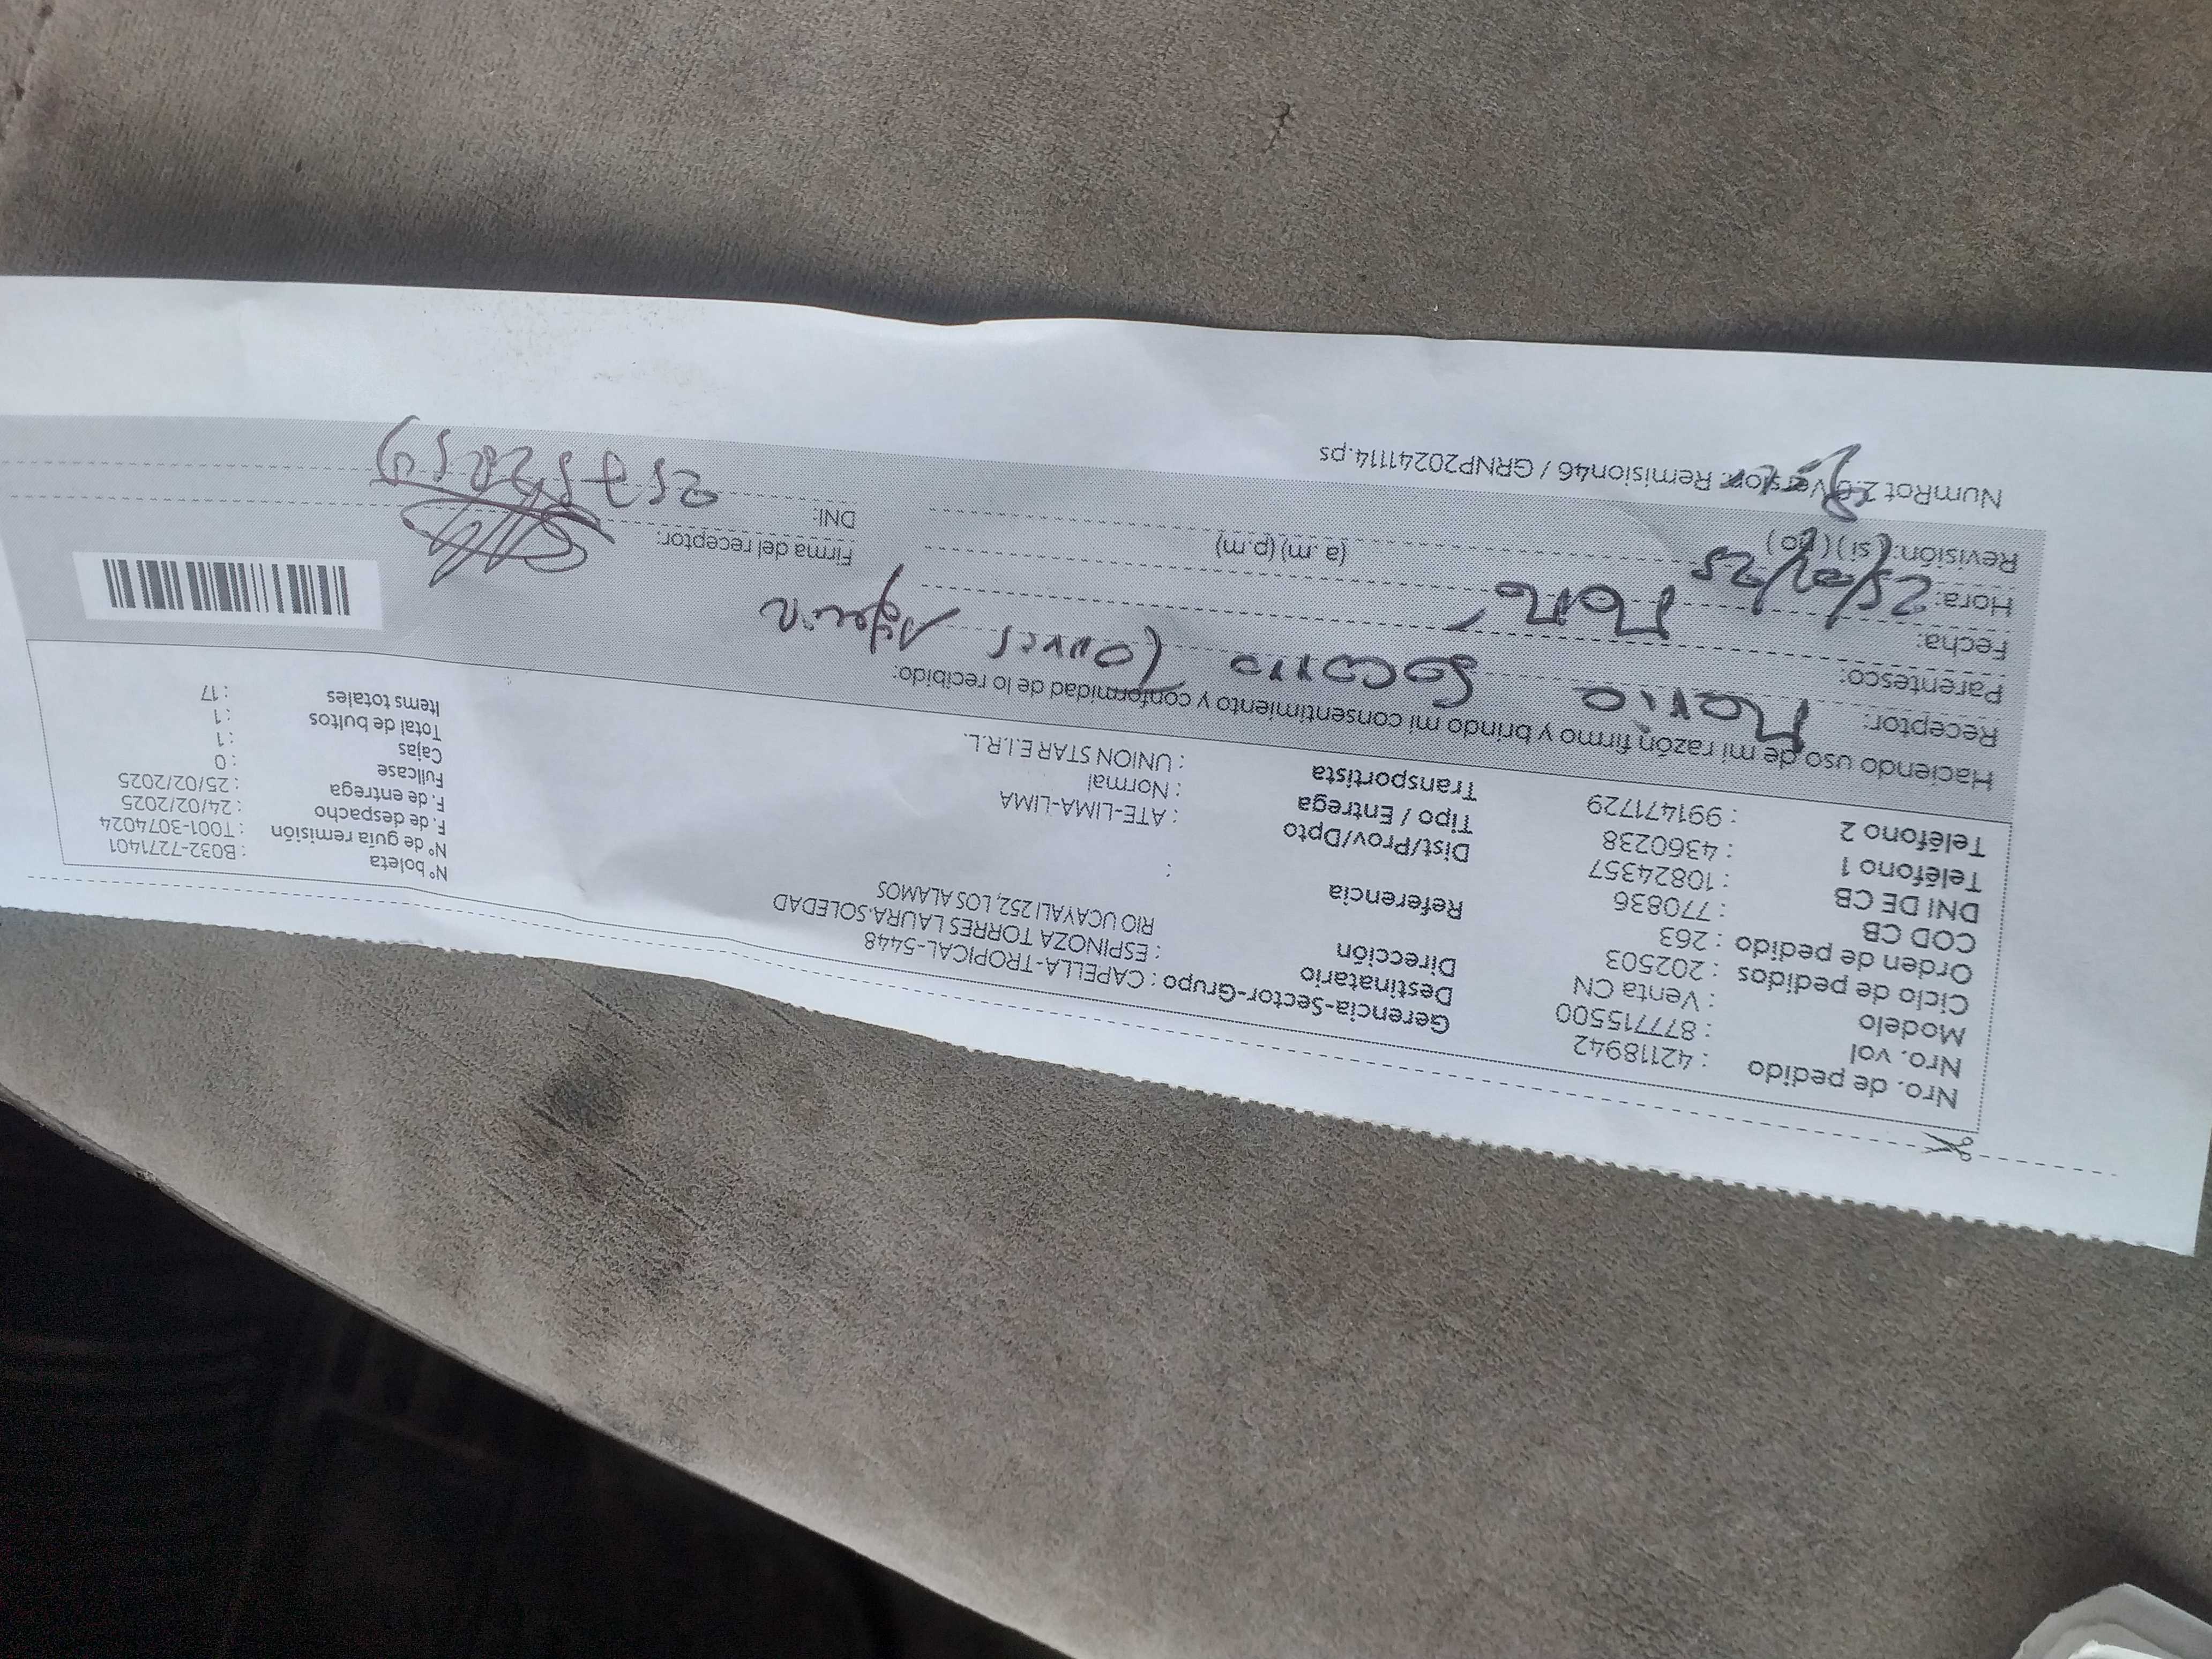 Nro. de pedido : 42118942
Nro. vol : 877715500
Modelo : Venta CN
Ciclo de pedidos : 202503
Orden de pedido : 263
COD CB : 770836
DNI DE CB : 10824357
Teléfono 1 : 4360238
Teléfono 2 : 991471729
Gerencia-Sector-Grupo : CAPELLA-TROPICAL-5448
Destinatario : ESPINOZA TORRES LAURA.SOLEDAD
Dirección RIO UCAYALI 252, LOS ALAMOS
Referencia :
Dist/Prov/Dpto : ATE-LIMA-LIMA
Tipo / Entrega : Normal
Transportista : UNION STAR E.I.R.L.
N° boleta : B032-7271401
N° de guía remisión : T001-3074024
F. de despacho : 24/02/2025
F. de entrega : 25/02/2025
Fullcase : 0
Cajas : 1
Total de bultos : 1
Items totales : 17
Haciendo uso de mi razón firmo y brindo mi consentimiento y conformidad de lo recibido:
Receptor: Maria Socorro Torres
Parentesco: Mamá
Fecha: 25/02/25
Hora: (a.m) (p.m)
Revisión: (si) (no)
Firma del receptor:
DNI:
NumRot 2.0 Version: Remision46 / GRNP20241114.ps